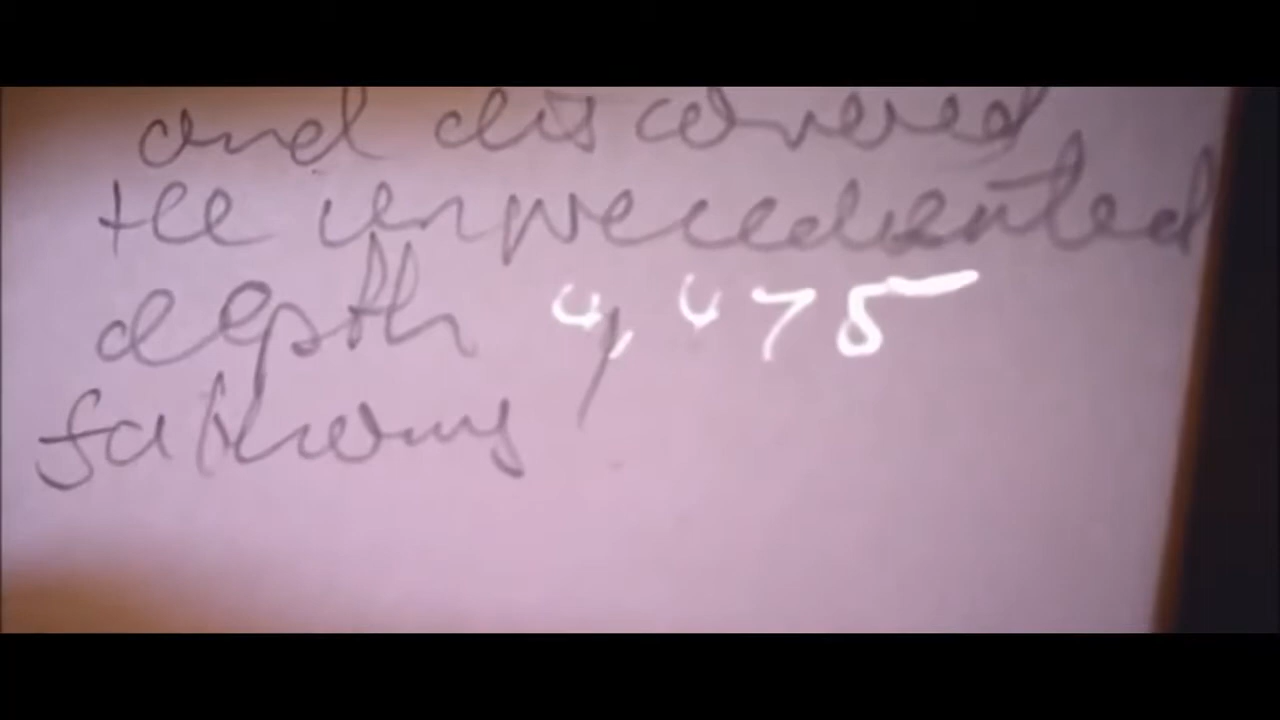 and discovered
the unprecedented
depth 4,475
fathoms